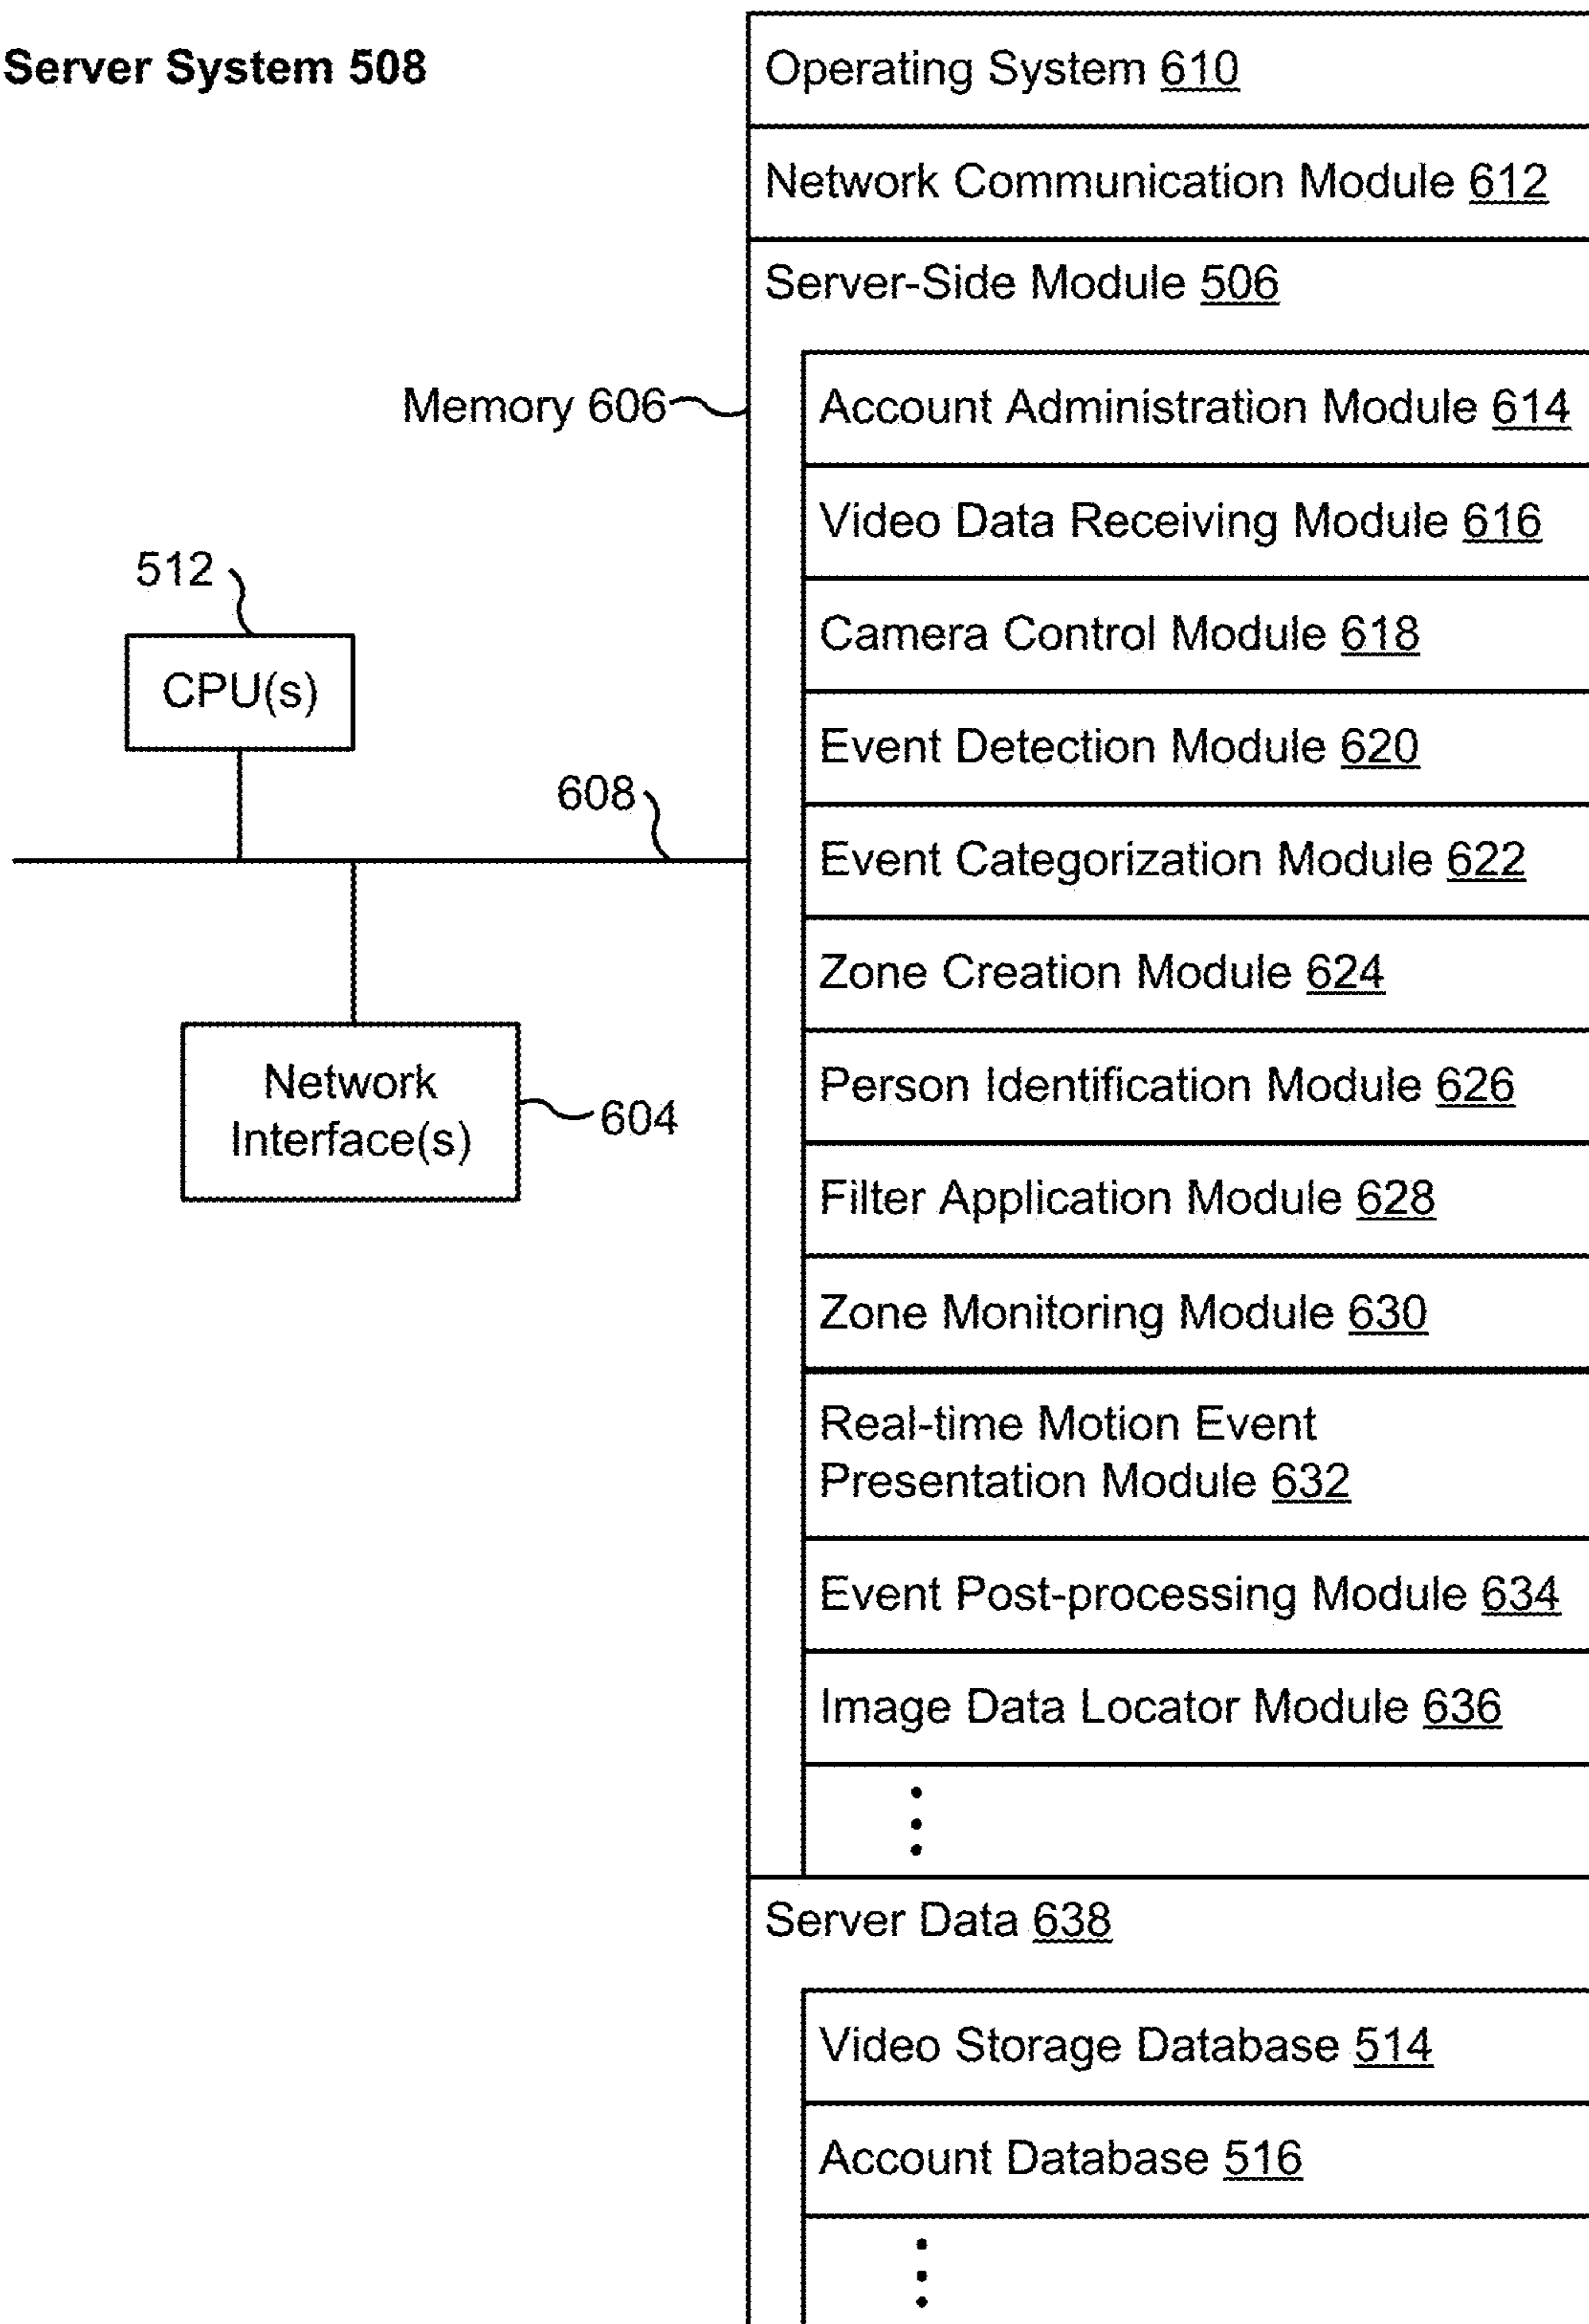 Server System 508
Operating System 610
Network Communication Module 612
Server-Side Module 506
Memory 606
Account Administration Module 614
Video Data Receiving Module 616
512
CPU(s)
Camera Control Module 618
Event Detection Module 620
608
Event Categorization Module 622
Zone Creation Module 624
Network
Interface(s)
604
Person Identification Module 626
Filter Application Module 628
Zone Monitoring Module 630
Real-time Motion Event
Presentation Module 632
Event Post-processing Module 634
Image Data Locator Module 636
Server Data 638
Video Storage Database 514
Account Database 516